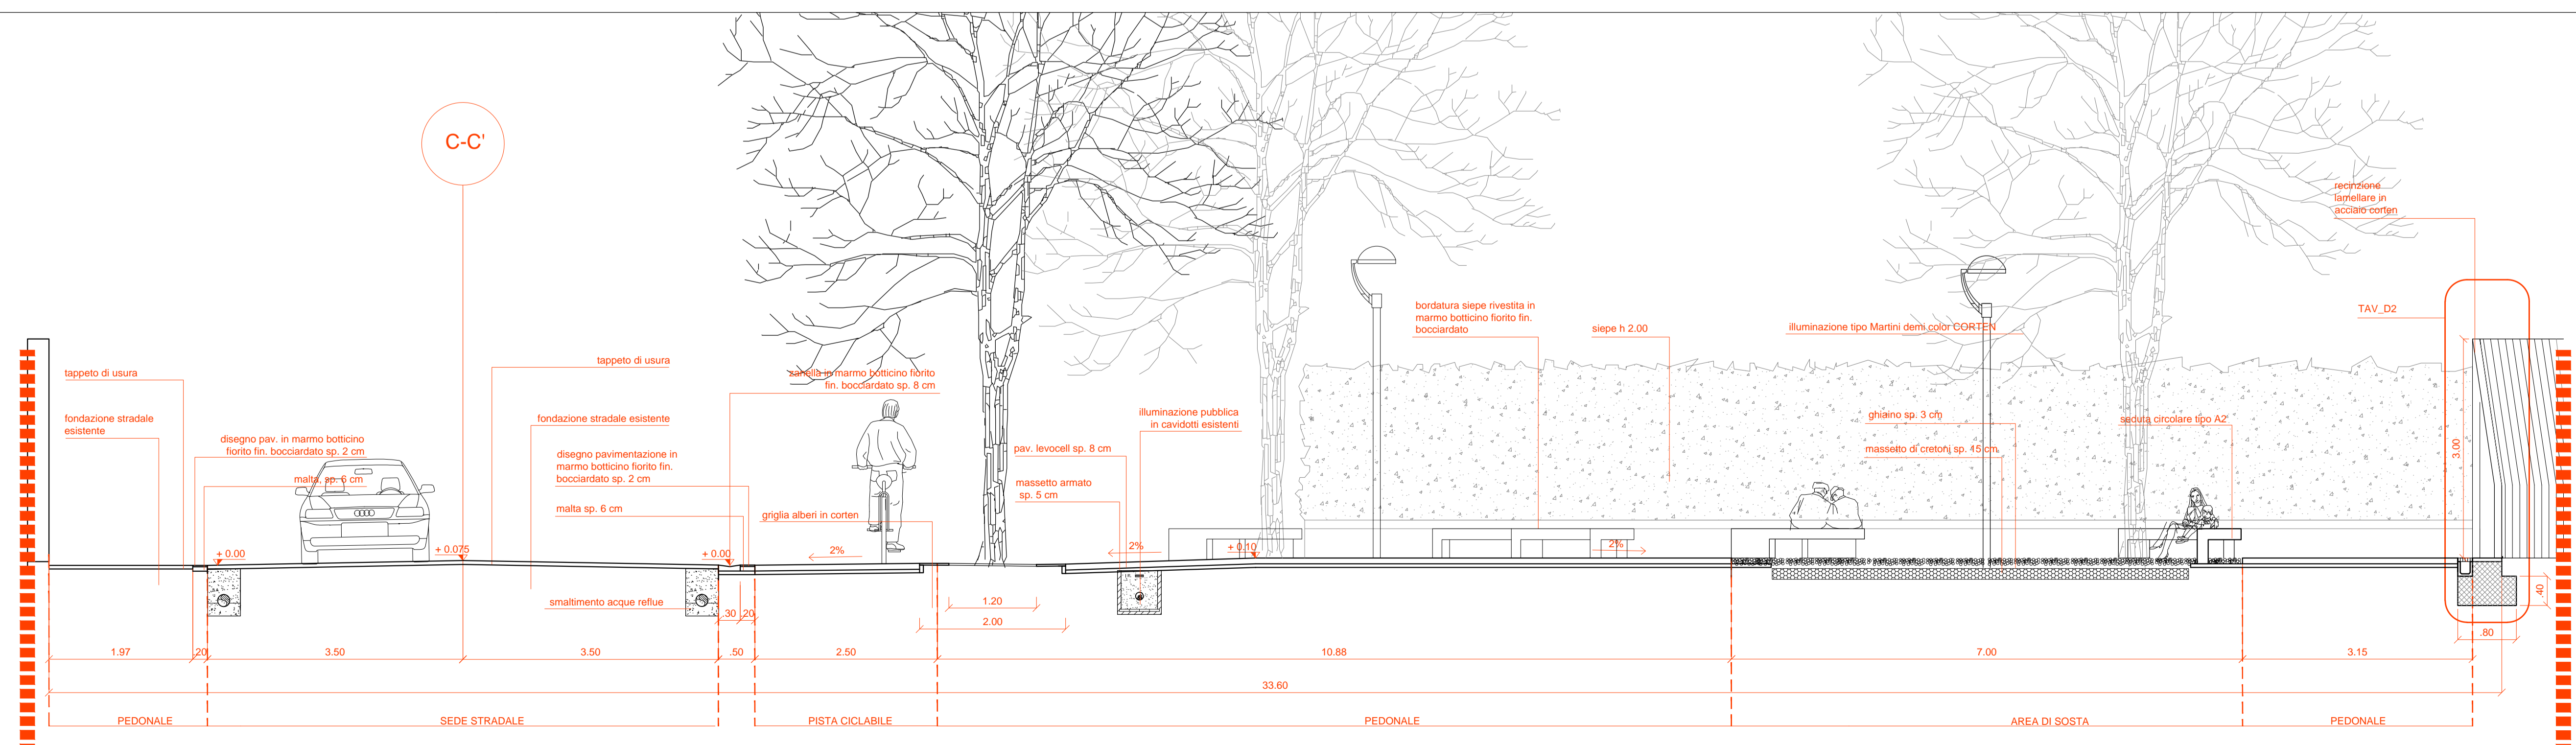 C-C'
recinzione
lamellare in
acciaio corten
TAV_D2
bordatura siepe rivestita in
marmo botticino fiorito fin.
bocciardato
siepe h 2.00
illuminazione tipo Martini demi color CORTEN
tappeto di usura
tappeto di usura
zanella in marmo botticino fiorito
fin. bocciardato sp. 8 cm
fondazione stradale
esistente
fondazione stradale esistente
illuminazione pubblica
in cavidotti esistenti
ghiaino sp. 3 cm
seduta circolare tipo A2
disegno pav. in marmo botticino
fiorito fin. bocciardato sp. 2 cm
malta, sp. 6 cm
disegno pavimentazione in
marmo botticino fiorito fin.
bocciardato sp. 2 cm
malta sp. 6 cm
griglia alberi in corten
pav. levocell sp. 8 cm
massetto armato
sp. 5 cm
massetto di cretoni sp. 15 cm
3.00
+ 0.00
+ 0.075
+ 0.00
2%
2%
+ 0.10
2%
smaltimento acque reflue
.30
.20
1.20
2.00
.40
.80
1.97
.20
3.50
3.50
.50
2.50
10.88
7.00
3.15
33.60
PEDONALE
SEDE STRADALE
PISTA CICLABILE
PEDONALE
AREA DI SOSTA
PEDONALE